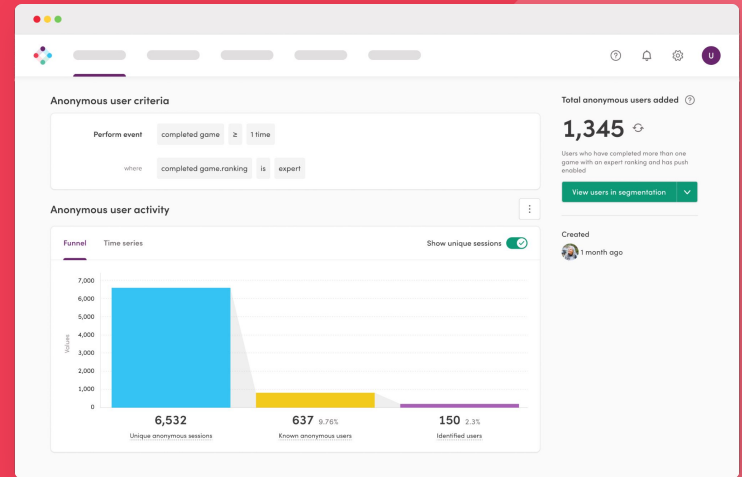 U
Anonymous user criteria
Perform event completed game ≥ 1 time
where completed game.ranking is expert
Total anonymous users added ?
1,345
Users who have completed more than one
game with an expert ranking and has push
enabled
View users in segmentation
Created
1 month ago
Anonymous user activity
Funnel Time series Show unique sessions
Values
7,000
6,000
5,000
4,000
3,000
2,000
1,000
0
6,532 637 9.76% 150 2.3%
Unique anonymous sessions Known anonymous users Identified users